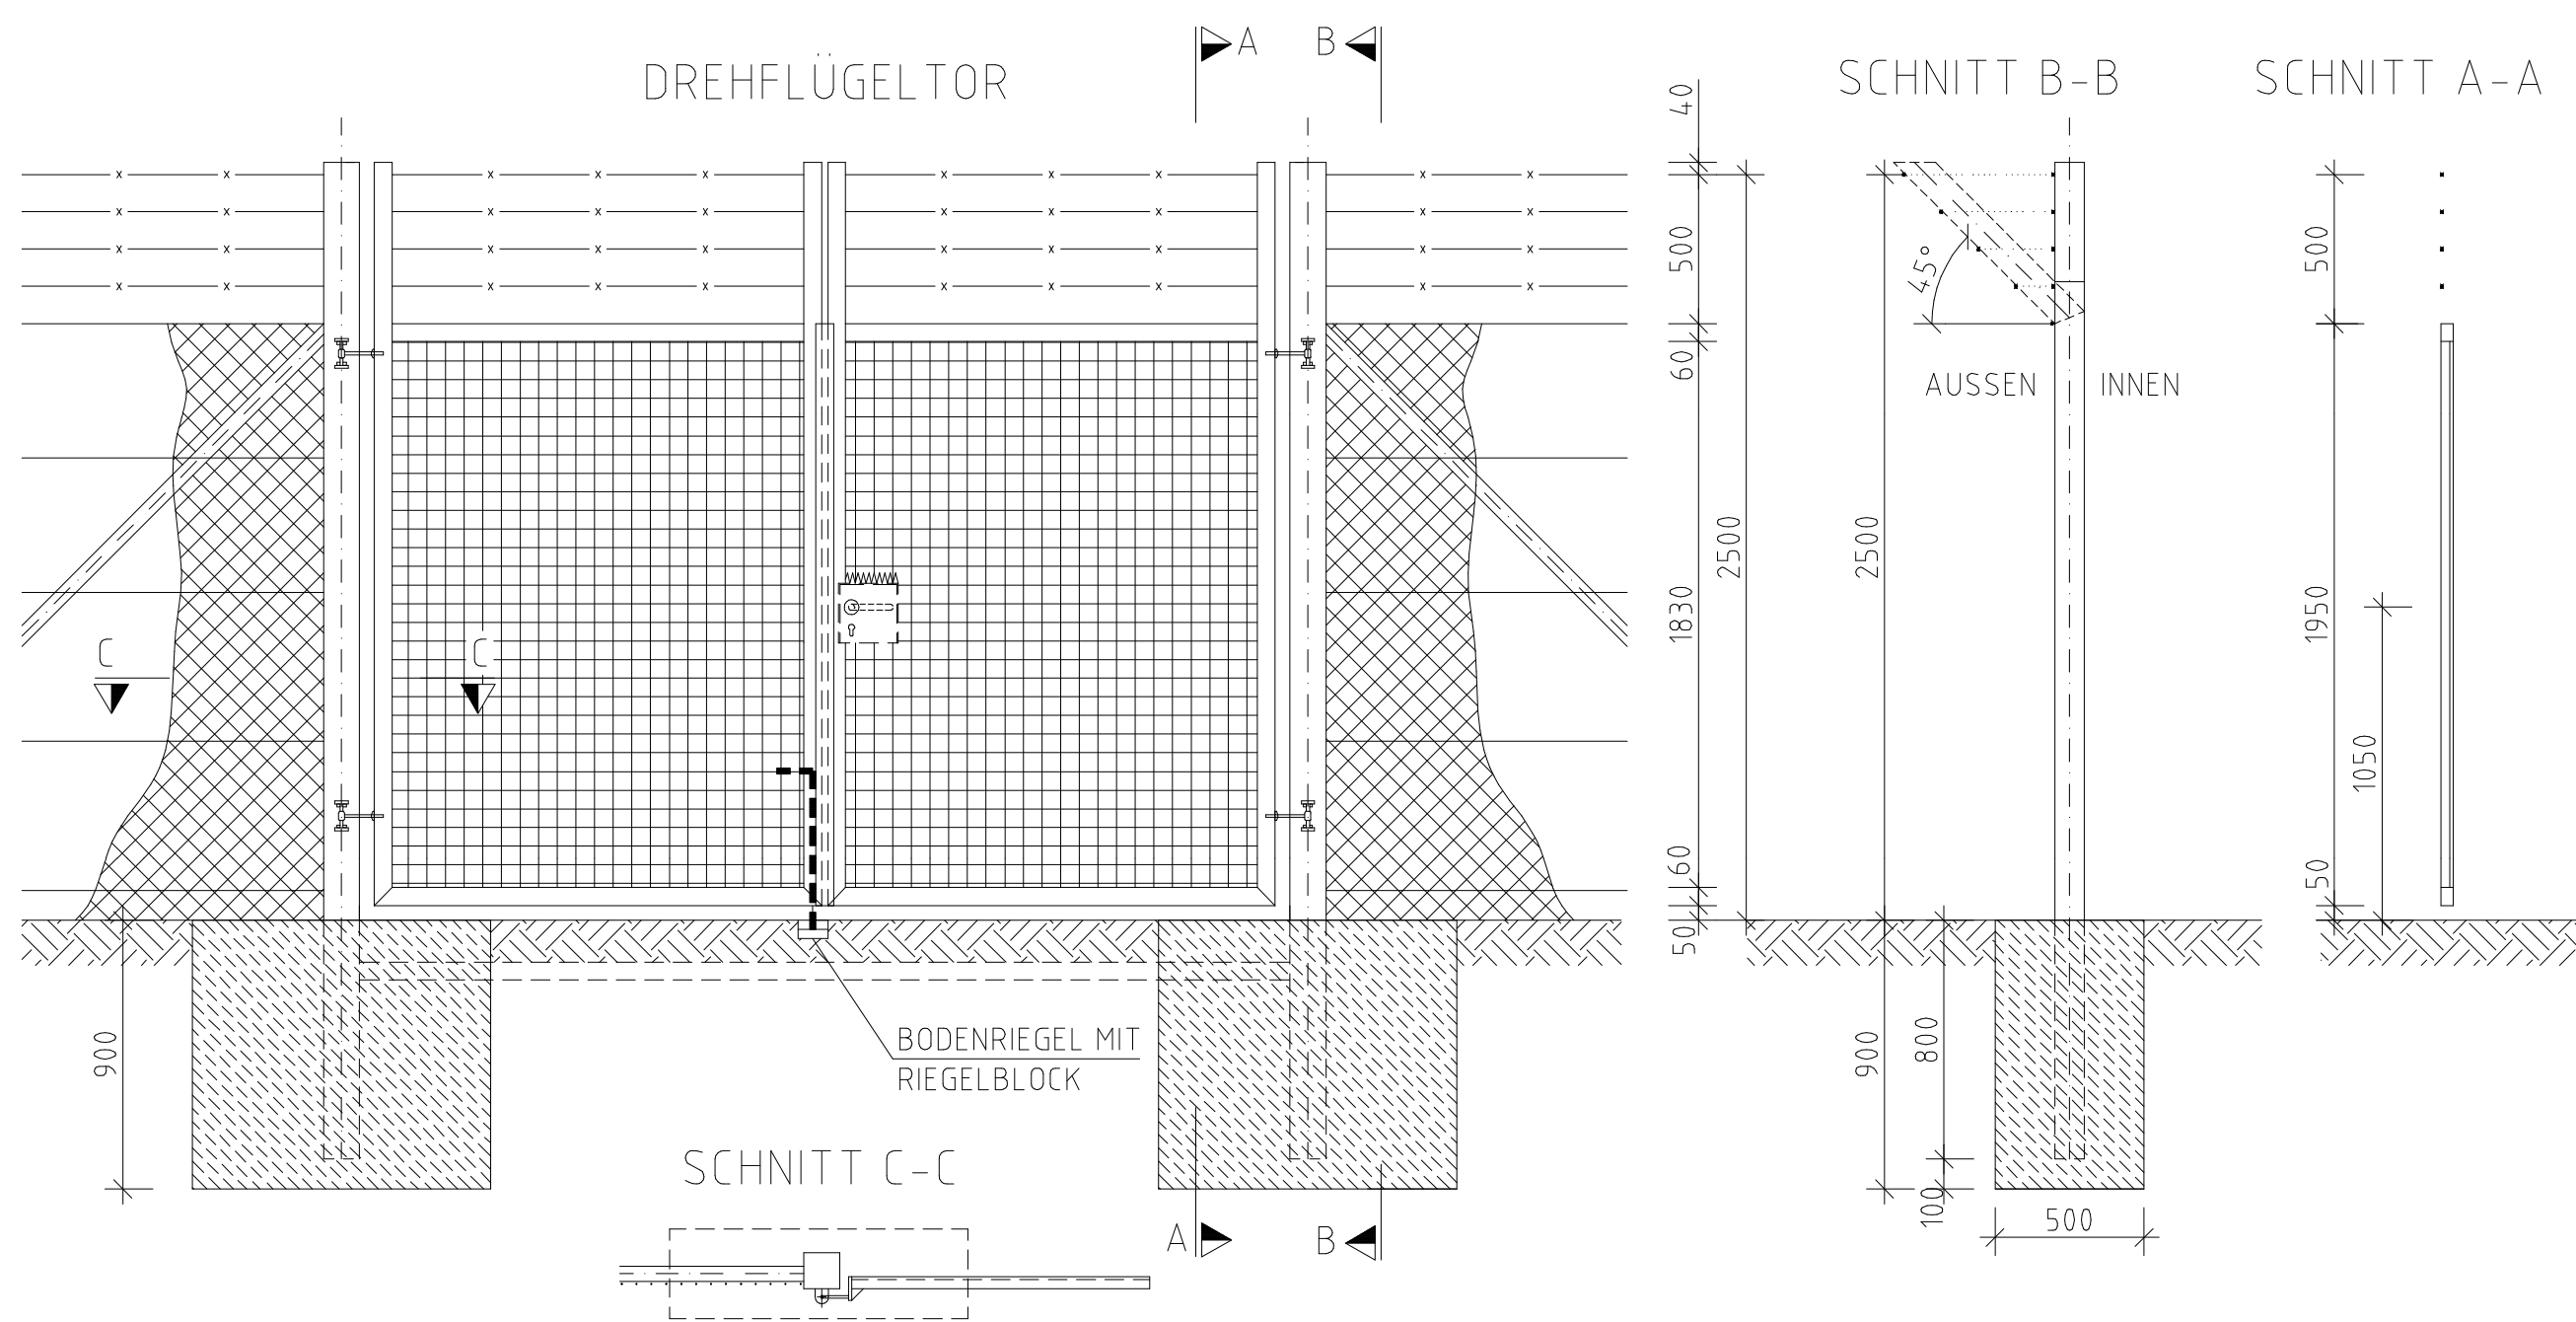 DREHFLÜGELTOR
A
B
SCHNITT B-B
SCHNITT A-A
40
500
60
1830
2500
60
50
2500
45°
AUSSEN
INNEN
500
1950
1050
50
C
C
x x x x x x x x x x
x x x x x x x x x x
x x x x x x x x x x
x x x x x x x x x x
900
BODENRIEGEL MIT
RIEGELBLOCK
900
800
100
500
SCHNITT C-C
A
B